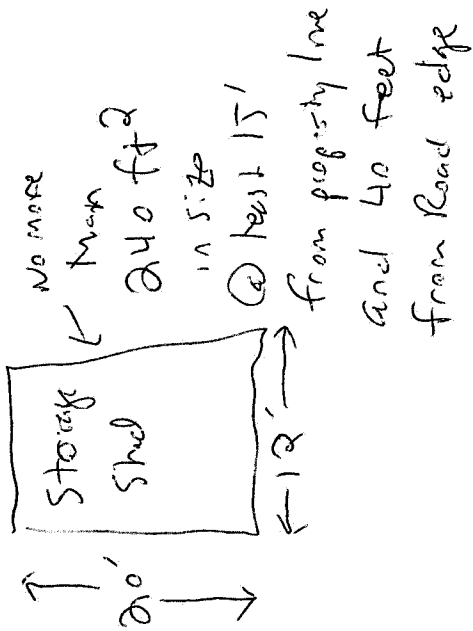 No more
than
240 ft2
in size
@ least 15'
from property line
and 40 feet
from Road edge
Storage
Shed
20'
12'